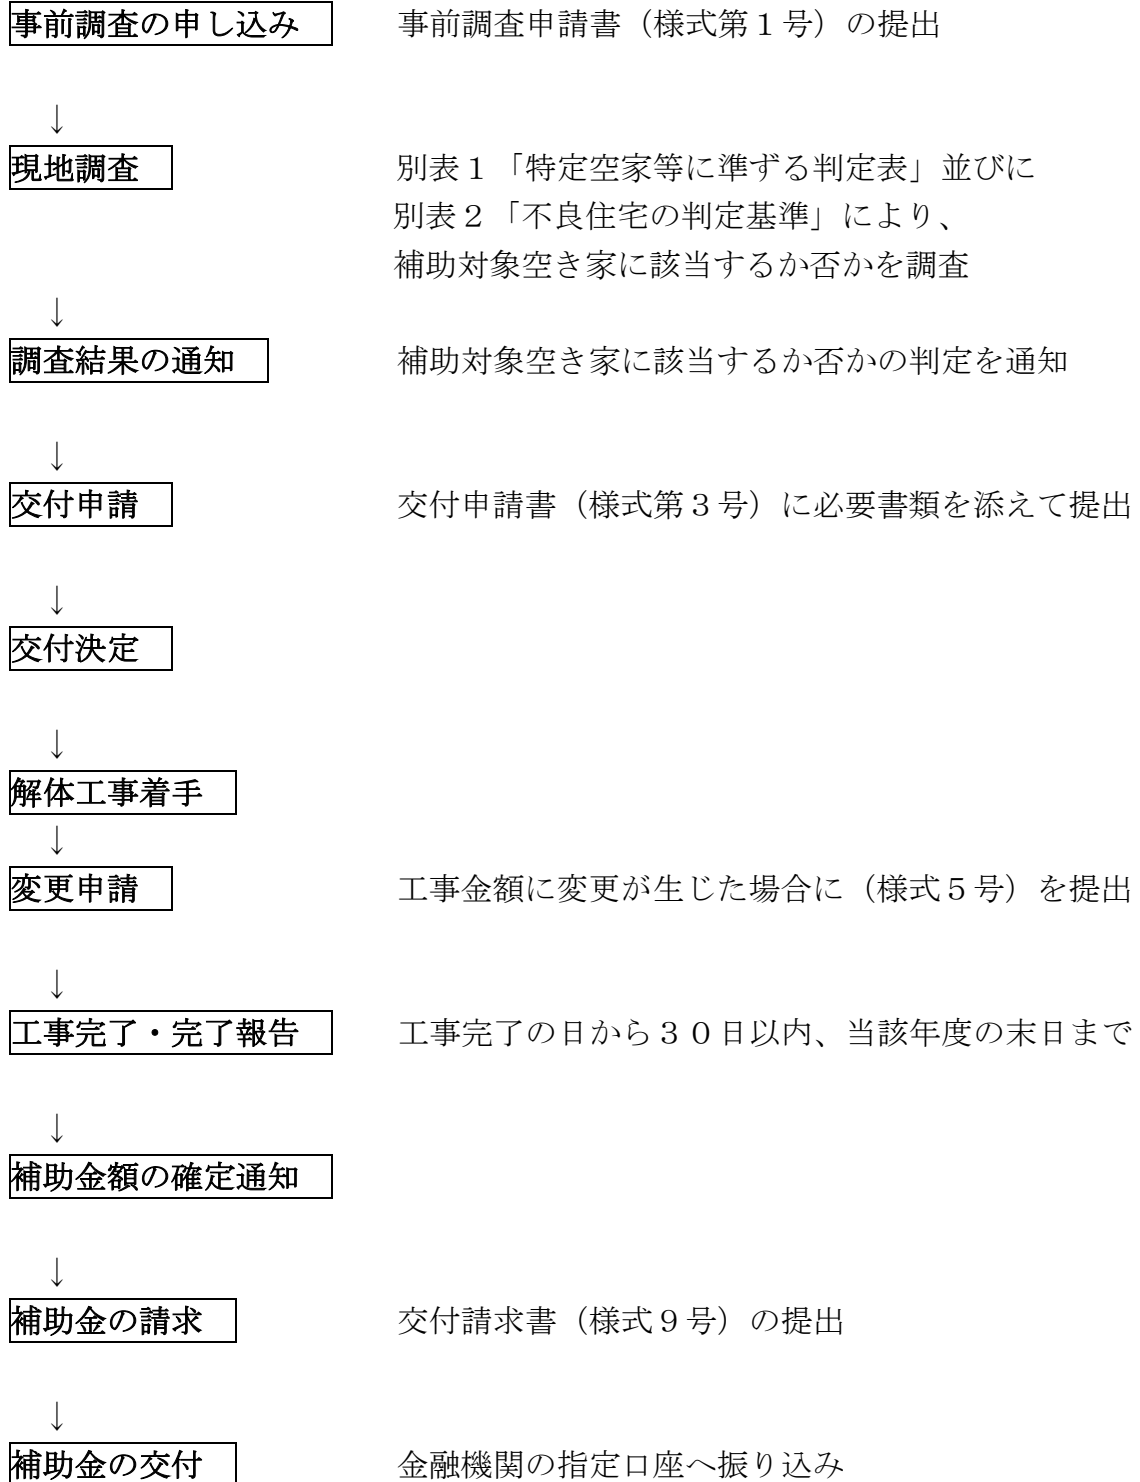 事前調査の申し込み　事前調査申請書（様式第１号）の提出
↓
現地調査　別表１「特定空家等に準ずる判定表」並びに
別表２「不良住宅の判定基準」により、
補助対象空き家に該当するか否かを調査
↓
調査結果の通知　補助対象空き家に該当するか否かの判定を通知
↓
交付申請　交付申請書（様式第３号）に必要書類を添えて提出
↓
交付決定
↓
解体工事着手
↓
変更申請　工事金額に変更が生じた場合に（様式５号）を提出
↓
工事完了・完了報告　工事完了の日から３０日以内、当該年度の末日まで
↓
補助金額の確定通知
↓
補助金の請求　交付請求書（様式９号）の提出
↓
補助金の交付　金融機関の指定口座へ振り込み